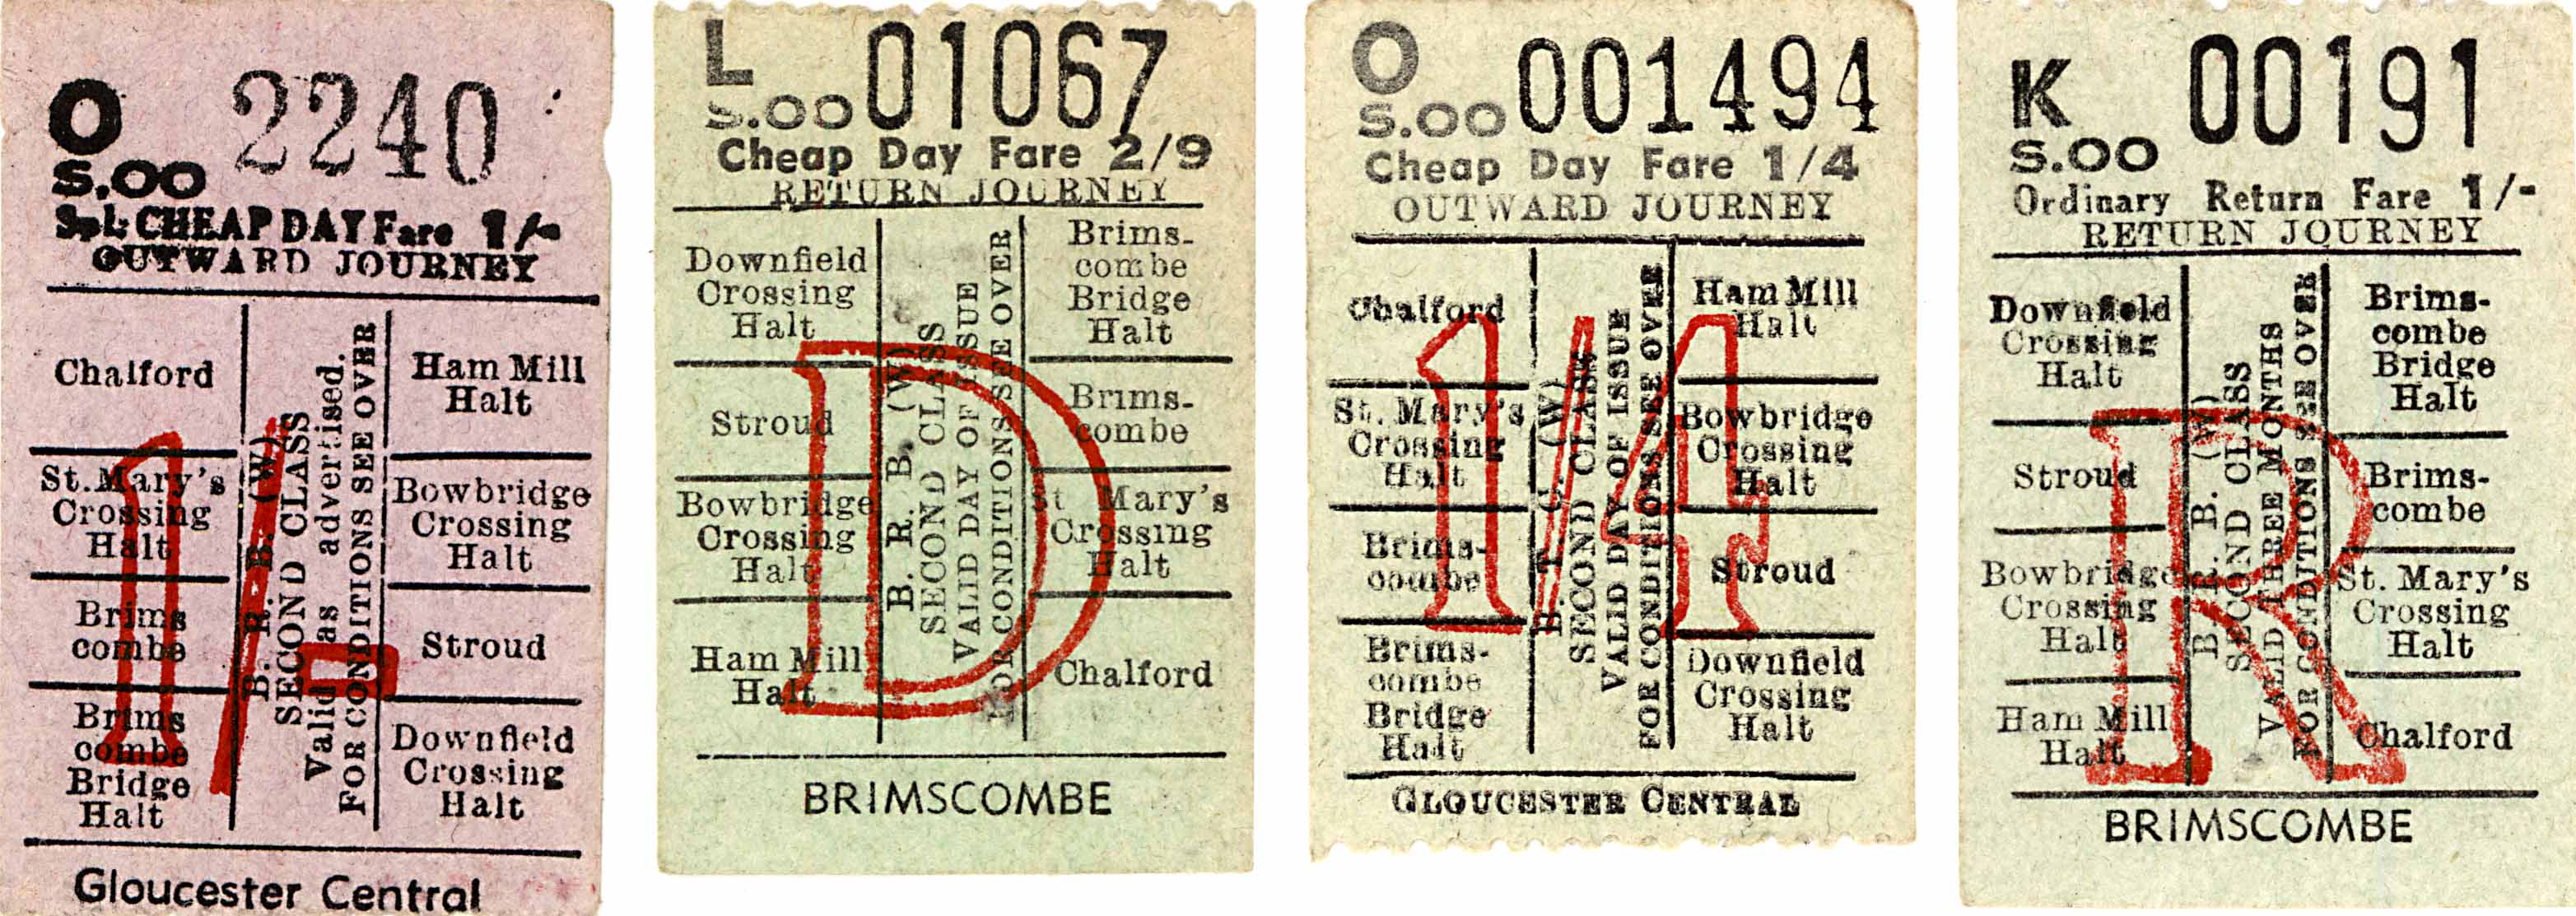 O 2240
S.OO
Spl. CHEAP DAY Fare 1/-
OUTWARD JOURNEY
Chalford
St. Mary's
Crossing
Halt
Brims
combe
Brims
combe
Bridge
Halt
B. R. B. (W)
SECOND CLASS
Valid as advertised.
FOR CONDITIONS SEE OVER
Ham Mill
Halt
Bowbridge
Crossing
Halt
Stroud
Downfield
Crossing
Halt
1/-
Gloucester Central
L 01067
S.OO
Cheap Day Fare 2/9
RETURN JOURNEY
Downfield
Crossing
Halt
Stroud
Bowbridge
Crossing
Halt
Ham Mill
Halt
B. R. B. (W)
SECOND CLASS
VALID DAY OF ISSUE
FOR CONDITIONS SEE OVER
Brims-
combe
Bridge
Halt
Brims-
combe
St Mary's
Crossing
Halt
Chalford
D
BRIMSCOMBE
O 001494
S.OO
Cheap Day Fare 1/4
OUTWARD JOURNEY
Chalford
St. Mary's
Crossing
Halt
Brims-
combe
Brims-
combe
Bridge
Halt
B. T. C. (W)
SECOND CLASS
VALID DAY OF ISSUE
FOR CONDITIONS SEE OVER
Ham Mill
Halt
Bowbridge
Crossing
Halt
Stroud
Downfield
Crossing
Halt
1/4
GLOUCESTER CENTRAL
K 00191
S.OO
Ordinary Return Fare 1/-
RETURN JOURNEY
Downfield
Crossing
Halt
Stroud
Bowbridge
Crossing
Halt
Ham Mill
Halt
B R. B. (W)
SECOND CLASS
VALID THREE MONTHS
FOR CONDITIONS SEE OVER
Brims-
combe
Bridge
Halt
Brims-
combe
St. Mary's
Crossing
Halt
Chalford
R
BRIMSCOMBE